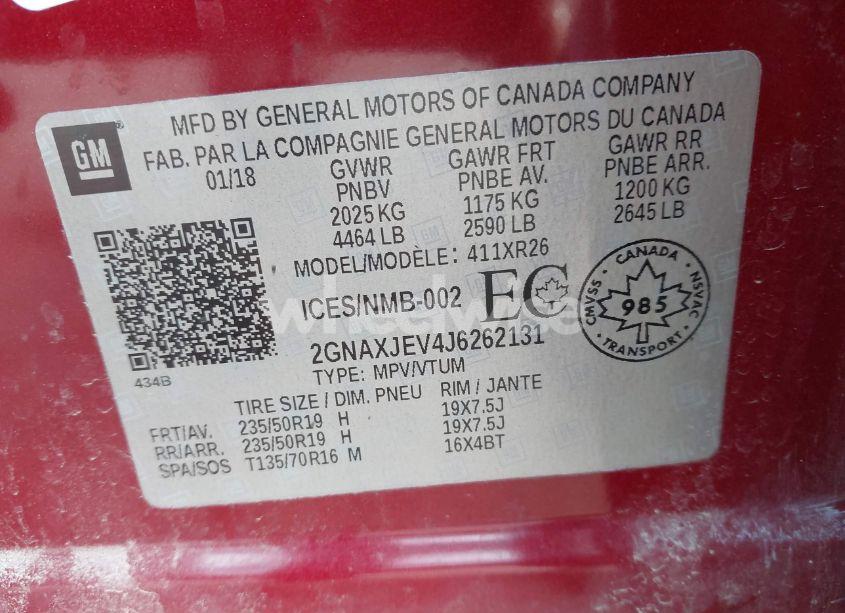 MFD BY GENERAL MOTORS OF CANADA COMPANY
FAB. PAR LA COMPAGNIE GENERAL MOTORS DU CANADA
GM
01/18
GVWR
PNBV
2025 KG
4464 LB
GAWR FRT
PNBE AV.
1175 KG
2590 LB
GAWR RR
PNBE ARR.
1200 KG
2645 LB
MODEL/MODÈLE: 411XR26
ICES/NMB-002 EC
CANADA
CMVSS 985 NSVAC
TRANSPORT
wheelwise
2GNAXJEV4J6262131
434B
TYPE: MPV/VTUM
TIRE SIZE / DIM. PNEU RIM / JANTE
FRT/AV. 235/50R19 H 19X7.5J
RR/ARR. 235/50R19 H 19X7.5J
SPA/SOS T135/70R16 M 16X4BT